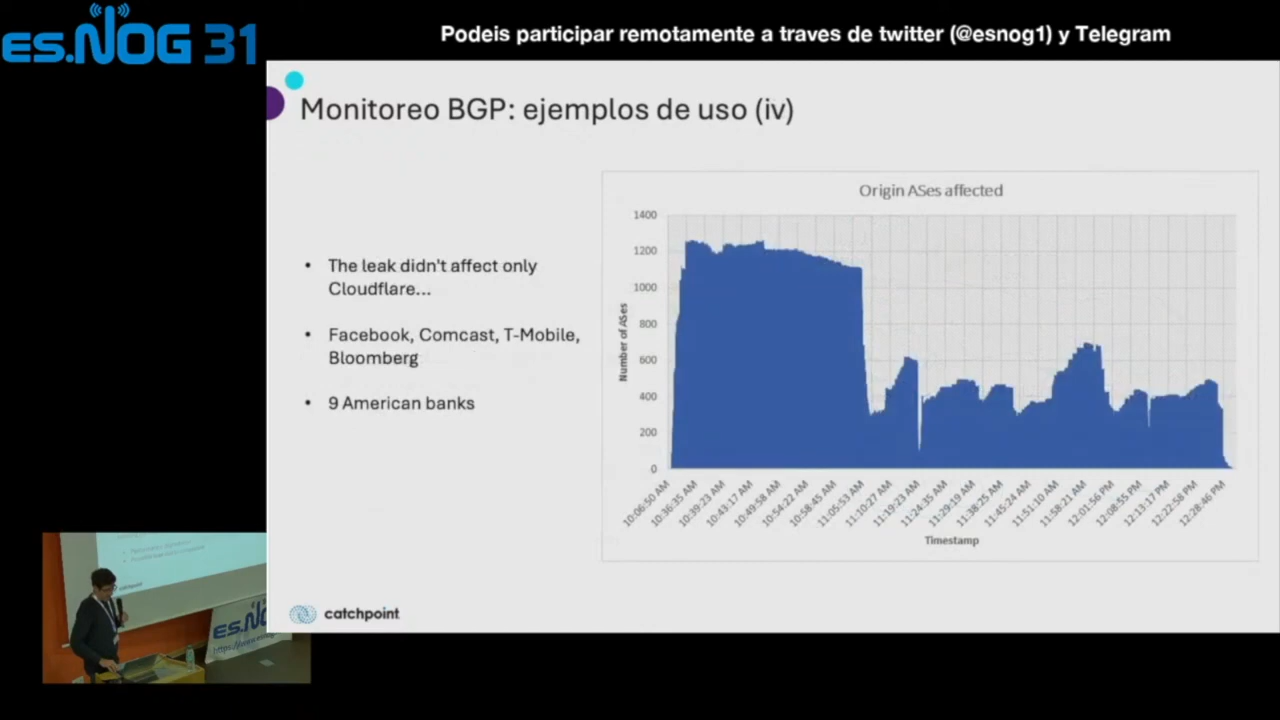 ES.NOG 31
Podeis participar remotamente a traves de twitter (@esnog1) y Telegram
Monitoreo BGP: ejemplos de uso (iv)
• The leak didn't affect only
Cloudflare...
• Facebook, Comcast, T-Mobile,
Bloomberg
• 9 American banks
Origin ASes affected
Number of ASes
1400
1200
1000
800
600
400
200
0
10:06:50 AM
10:36:35 AM
10:39:23 AM
10:43:17 AM
10:49:58 AM
10:54:22 AM
10:58:45 AM
11:05:53 AM
11:10:27 AM
11:19:23 AM
11:24:35 AM
11:29:19 AM
11:38:25 AM
11:45:24 AM
11:51:10 AM
11:58:21 AM
12:01:56 PM
12:08:55 PM
12:13:17 PM
12:22:58 PM
12:28:46 PM
Timestamp
catchpoint
ES.NO